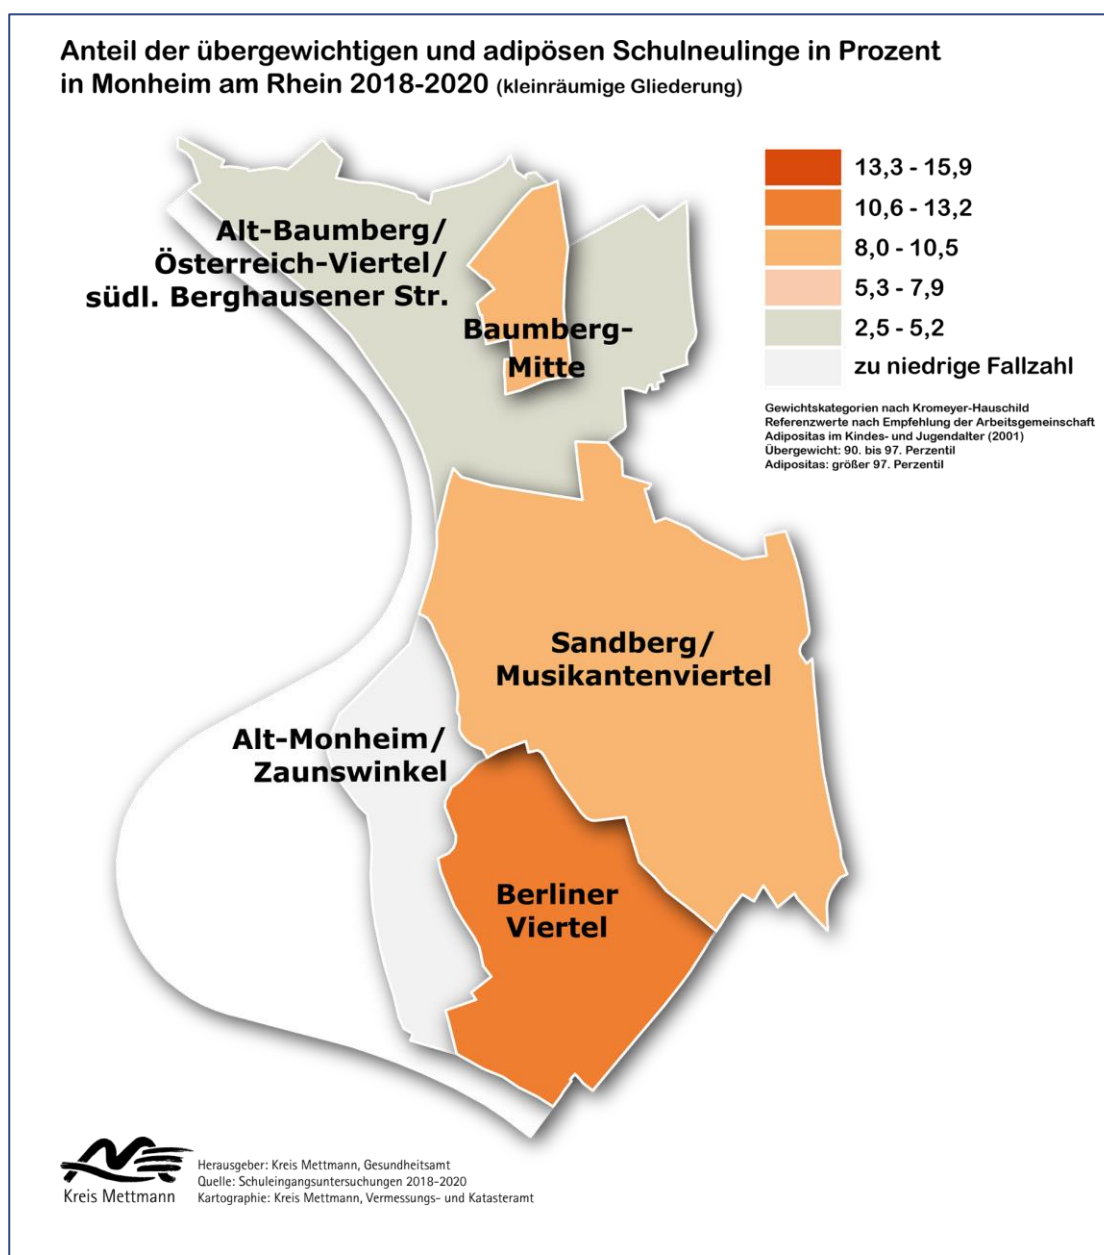 Anteil der übergewichtigen und adipösen Schulneulinge in Prozent
in Monheim am Rhein 2018-2020 (kleinräumige Gliederung)
13,3 - 15,9
10,6 - 13,2
8,0 - 10,5
5,3 - 7,9
2,5 - 5,2
zu niedrige Fallzahl
Gewichtskategorien nach Kromeyer-Hauschild
Referenzwerte nach Empfehlung der Arbeitsgemeinschaft
Adipositas im Kindes- und Jugendalter (2001)
Übergewicht: 90. bis 97. Perzentil
Adipositas: größer 97. Perzentil
Alt-Baumberg/
Österreich-Viertel/
südl. Berghausener Str.
Baumberg-
Mitte
Sandberg/
Musikantenviertel
Alt-Monheim/
Zaunswinkel
Berliner
Viertel
Kreis Mettmann
Herausgeber: Kreis Mettmann, Gesundheitsamt
Quelle: Schuleingangsuntersuchungen 2018-2020
Kartographie: Kreis Mettmann, Vermessungs- und Katasteramt